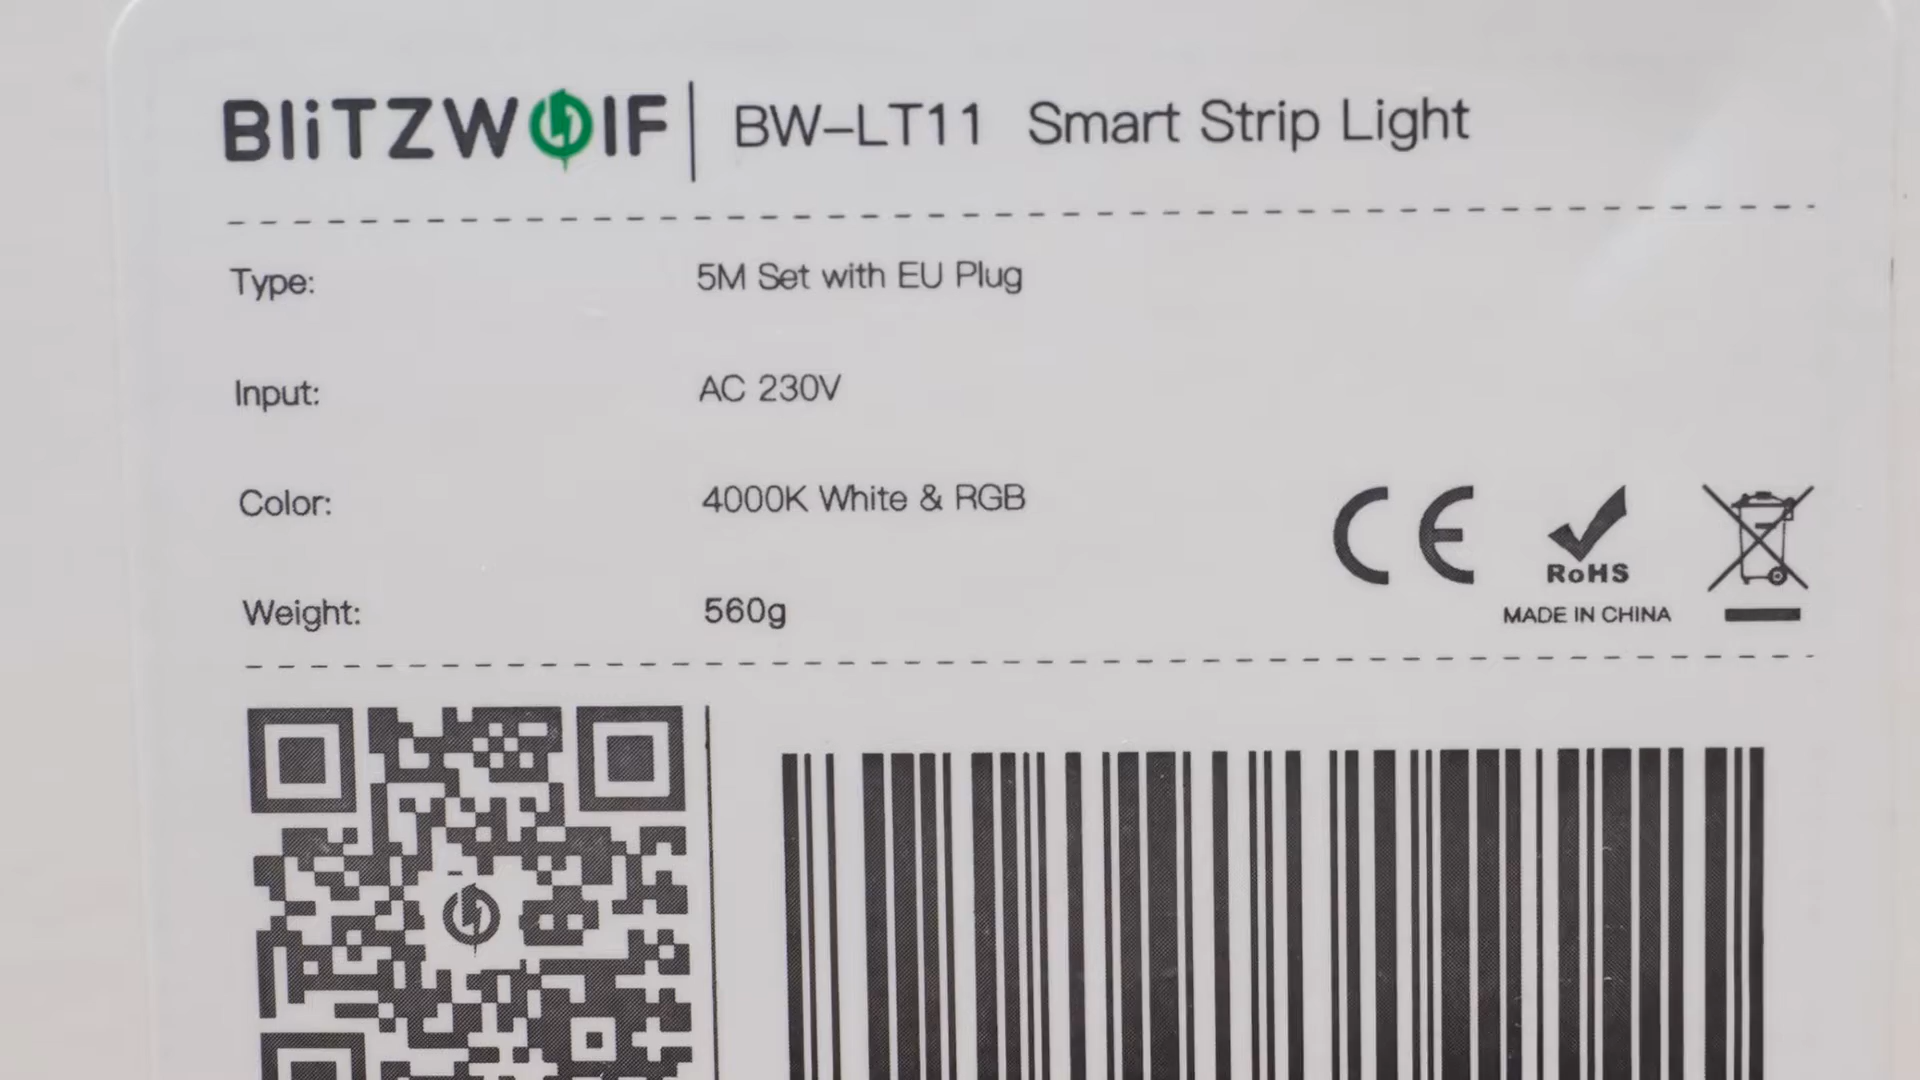 BliTZWOlF | BW-LT11 Smart Strip Light
Type: 5M Set with EU Plug
Input: AC 230V
Color: 4000K White & RGB
Weight: 560g
CE
RoHS
MADE IN CHINA